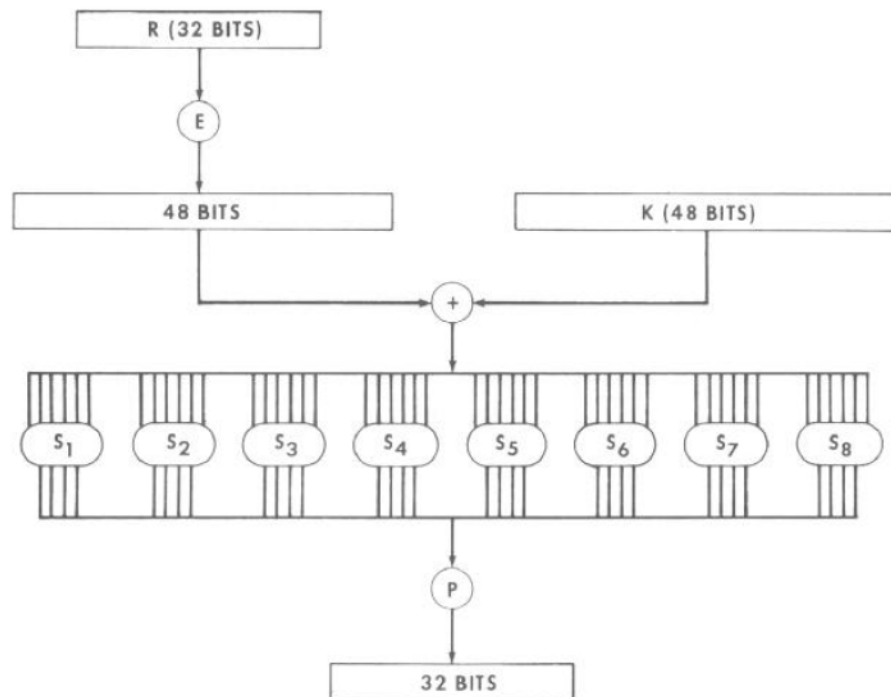 R (32 BITS)
E
48 BITS
K (48 BITS)
+
S1 S2 S3 S4 S5 S6 S7 S8
P
32 BITS